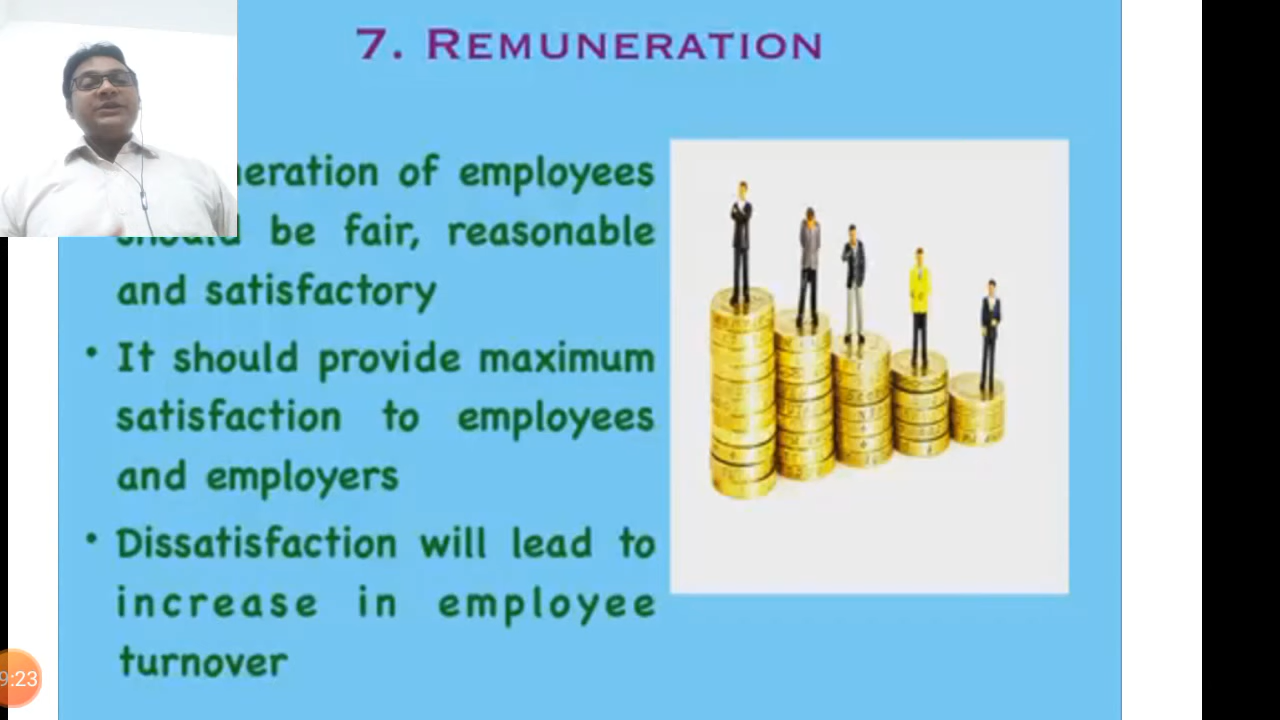 7. REMUNERATION
of employees
be fair, reasonable
and satisfactory
• It should provide maximum
satisfaction to employees
and employers
• Dissatisfaction will lead to
increase in employee
turnover
9:23